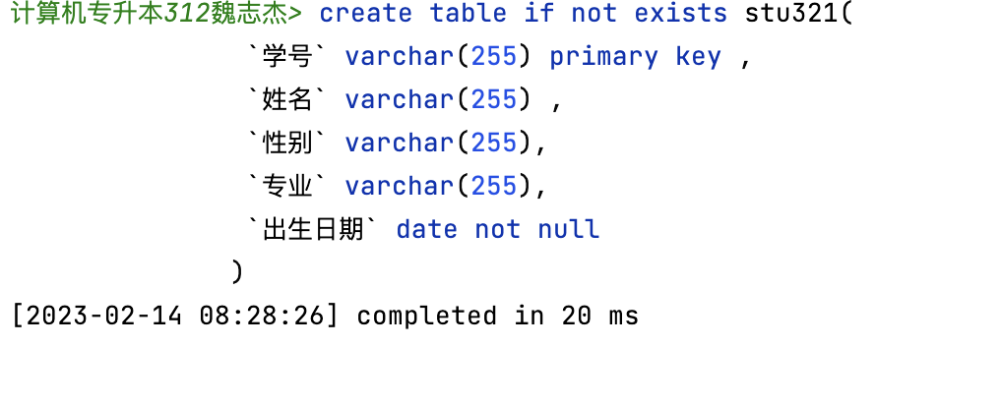 计算机专升本312魏志杰> create table if not exists stu321(
`学号` varchar(255) primary key ,
`姓名` varchar(255) ,
`性别` varchar(255),
`专业` varchar(255),
`出生日期` date not null
)
[2023-02-14 08:28:26] completed in 20 ms